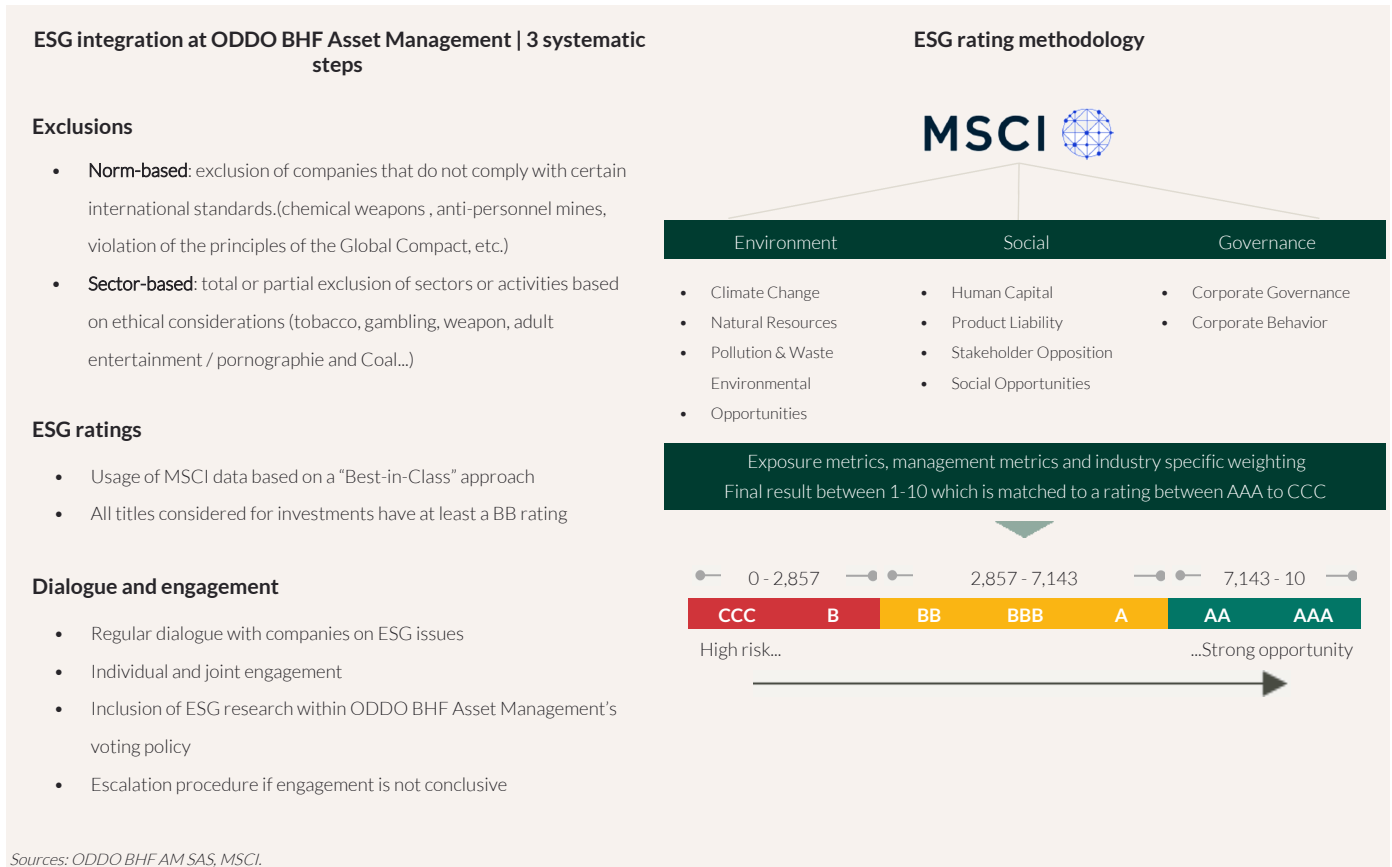 ESG integration at ODDO BHF Asset Management | 3 systematic
steps
Exclusions
• Norm-based: exclusion of companies that do not comply with certain
international standards.(chemical weapons , anti-personnel mines,
violation of the principles of the Global Compact, etc.)
• Sector-based: total or partial exclusion of sectors or activities based
on ethical considerations (tobacco, gambling, weapon, adult
entertainment / pornographie and Coal...)
ESG ratings
• Usage of MSCI data based on a “Best-in-Class” approach
• All titles considered for investments have at least a BB rating
Dialogue and engagement
• Regular dialogue with companies on ESG issues
• Individual and joint engagement
• Inclusion of ESG research within ODDO BHF Asset Management’s
voting policy
• Escalation procedure if engagement is not conclusive
ESG rating methodology
MSCI
Environment Social Governance
• Climate Change
• Natural Resources
• Pollution & Waste
Environmental
• Opportunities
• Human Capital
• Product Liability
• Stakeholder Opposition
• Social Opportunities
• Corporate Governance
• Corporate Behavior
Exposure metrics, management metrics and industry specific weighting
Final result between 1-10 which is matched to a rating between AAA to CCC
0 - 2,857 2,857 - 7,143 7,143 - 10
CCC B BB BBB A AA AAA
High risk... ...Strong opportunity
Sources: ODDO BHF AM SAS, MSCI.